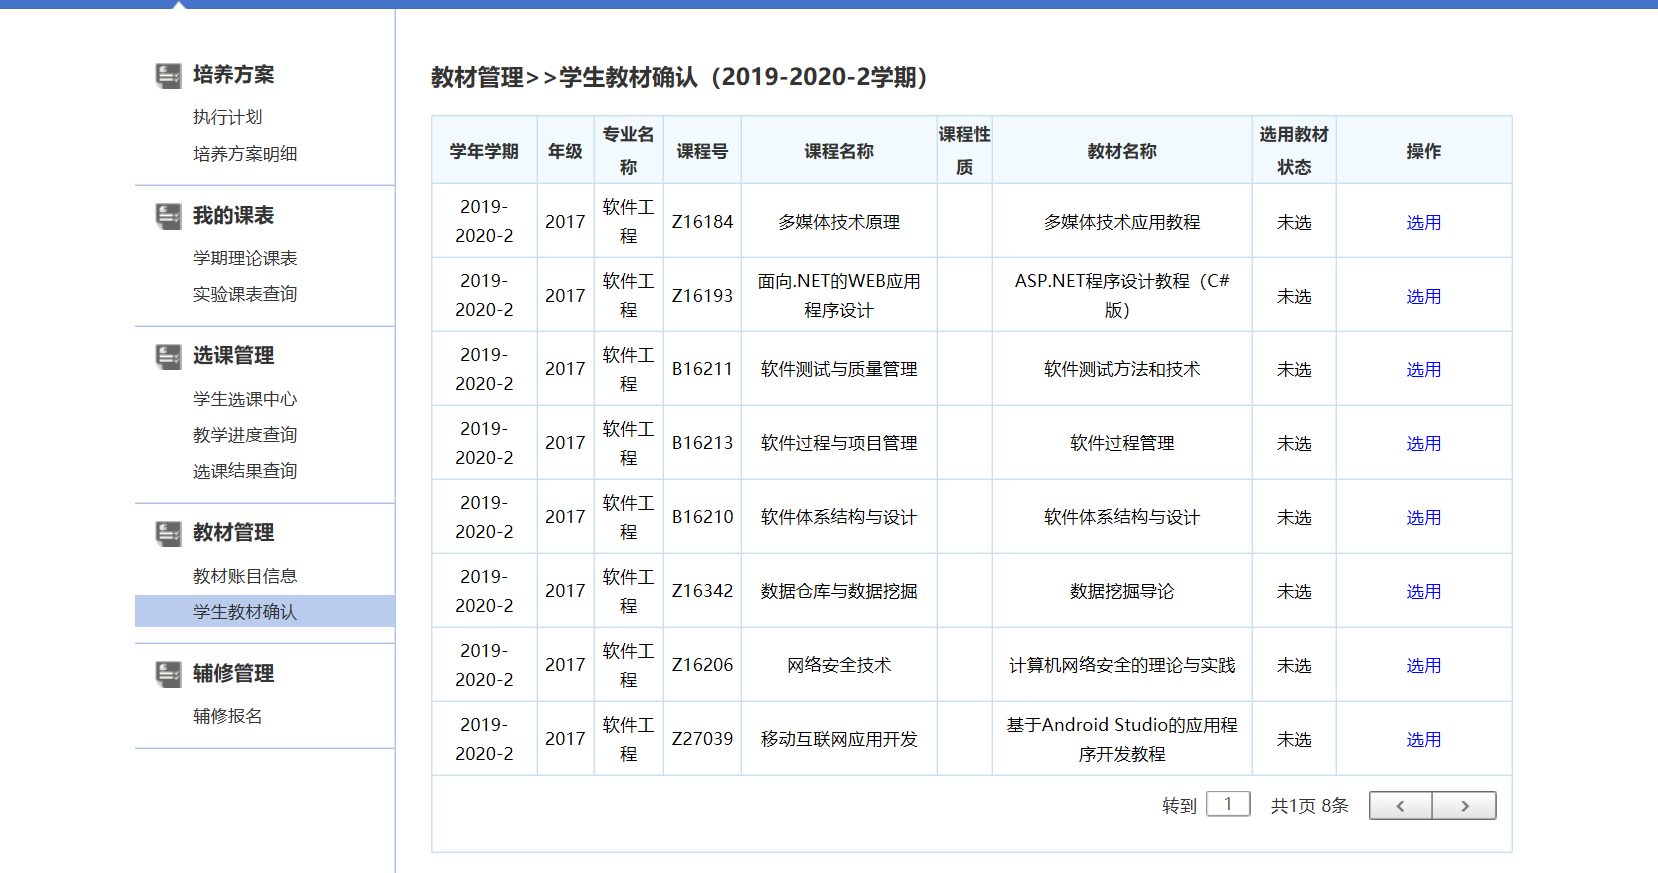 培养方案
执行计划
培养方案明细
我的课表
学期理论课表
实验课表查询
选课管理
学生选课中心
教学进度查询
选课结果查询
教材管理
教材账目信息
学生教材确认
辅修管理
辅修报名
教材管理>>学生教材确认（2019-2020-2学期）
学年学期 年级 专业名称 课程号 课程名称 课程性质 教材名称 选用教材状态 操作
2019-2020-2 2017 软件工程 Z16184 多媒体技术原理 多媒体技术应用教程 未选 选用
2019-2020-2 2017 软件工程 Z16193 面向.NET的WEB应用程序设计 ASP.NET程序设计教程（C#版） 未选 选用
2019-2020-2 2017 软件工程 B16211 软件测试与质量管理 软件测试方法和技术 未选 选用
2019-2020-2 2017 软件工程 B16213 软件过程与项目管理 软件过程管理 未选 选用
2019-2020-2 2017 软件工程 B16210 软件体系结构与设计 软件体系结构与设计 未选 选用
2019-2020-2 2017 软件工程 Z16342 数据仓库与数据挖掘 数据挖掘导论 未选 选用
2019-2020-2 2017 软件工程 Z16206 网络安全技术 计算机网络安全的理论与实践 未选 选用
2019-2020-2 2017 软件工程 Z27039 移动互联网应用开发 基于Android Studio的应用程序开发教程 未选 选用
转到 1 共1页 8条